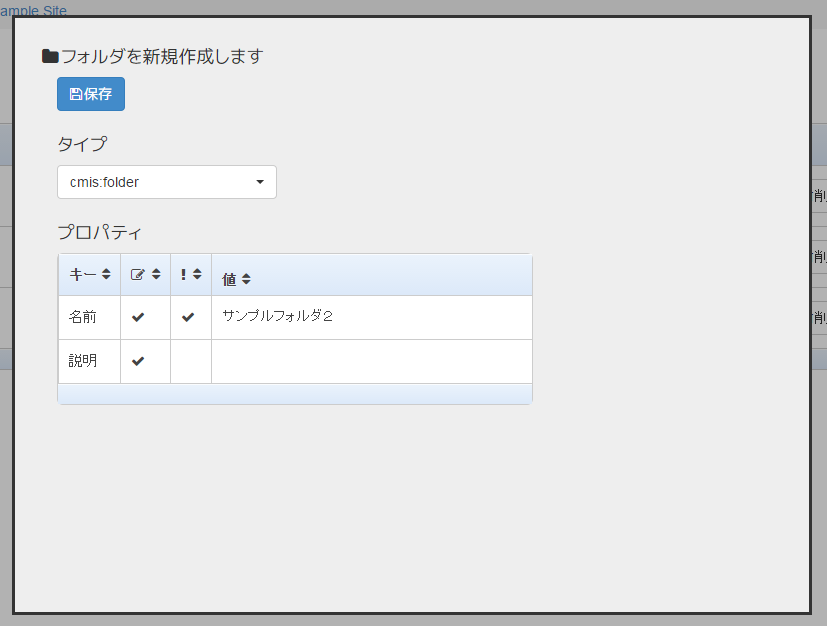 ample Site
フォルダを新規作成します
保存
タイプ
cmis:folder
プロパティ
キー ! 値
名前 サンプルフォルダ２
説明
削
削
削